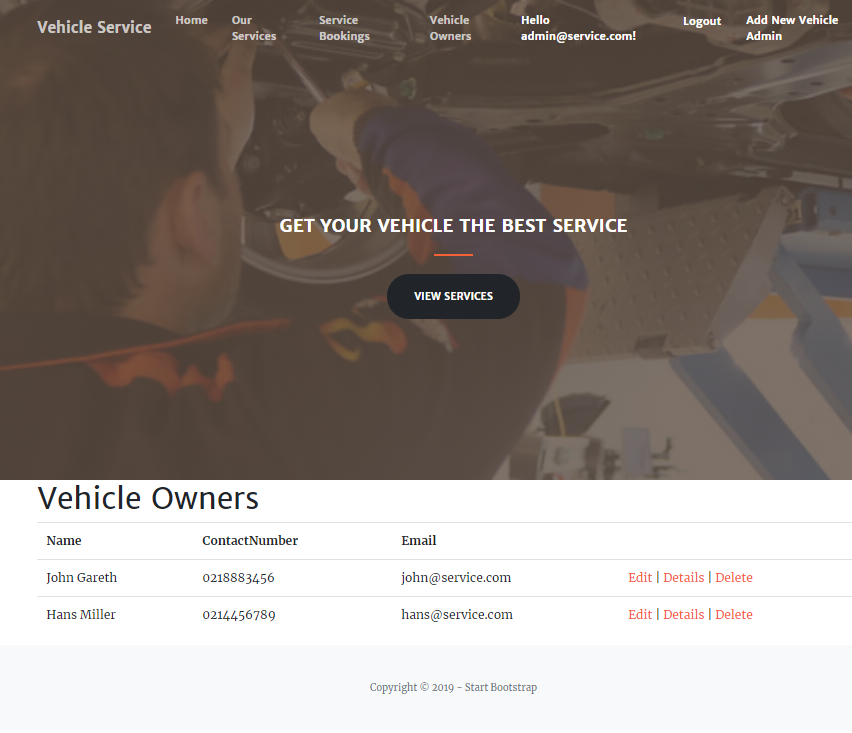 Vehicle Service Home Our Service Vehicle Hello Logout Add New Vehicle
Services Bookings Owners admin@service.com! Admin
GET YOUR VEHICLE THE BEST SERVICE
VIEW SERVICES
Vehicle Owners
Name ContactNumber Email
John Gareth 0218883456 john@service.com Edit | Details | Delete
Hans Miller 0214456789 hans@service.com Edit | Details | Delete
Copyright © 2019 - Start Bootstrap